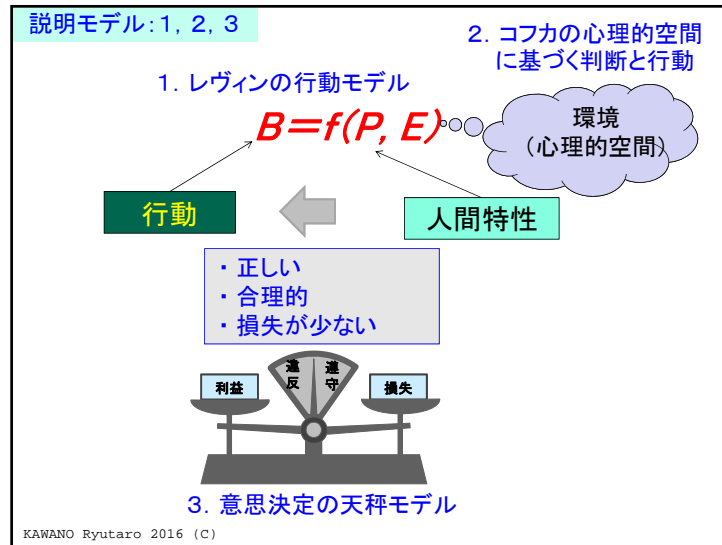 説明モデル：1, 2, 3
2. コフカの心理的空間
に基づく判断と行動
1. レヴィンの行動モデル
B=f(P, E)
環境
（心理的空間）
行動
人間特性
・正しい
・合理的
・損失が少ない
利益
違反
遵守
損失
3. 意思決定の天秤モデル
KAWANO Ryutaro 2016 (C)